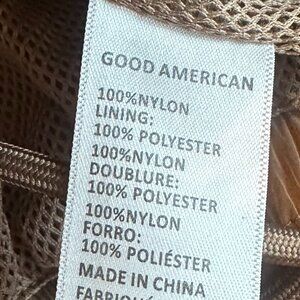 GOOD AMERICAN
100%NYLON
LINING:
100% POLYESTER
100%NYLON
DOUBLURE:
100% POLYESTER
100%NYLON
FORRO:
100% POLIÉSTER
MADE IN CHINA